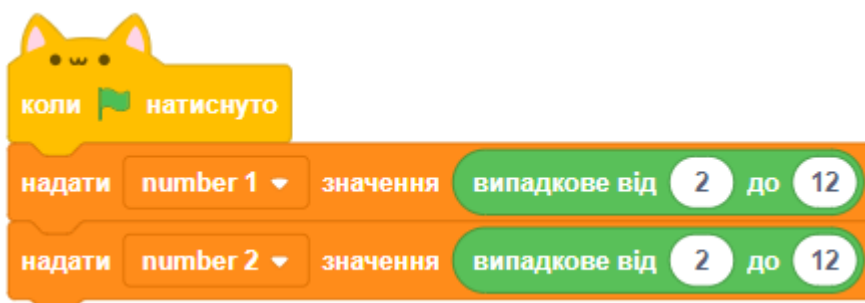 коли натиснуто
надати number 1 значення випадкове від 2 до 12
надати number 2 значення випадкове від 2 до 12